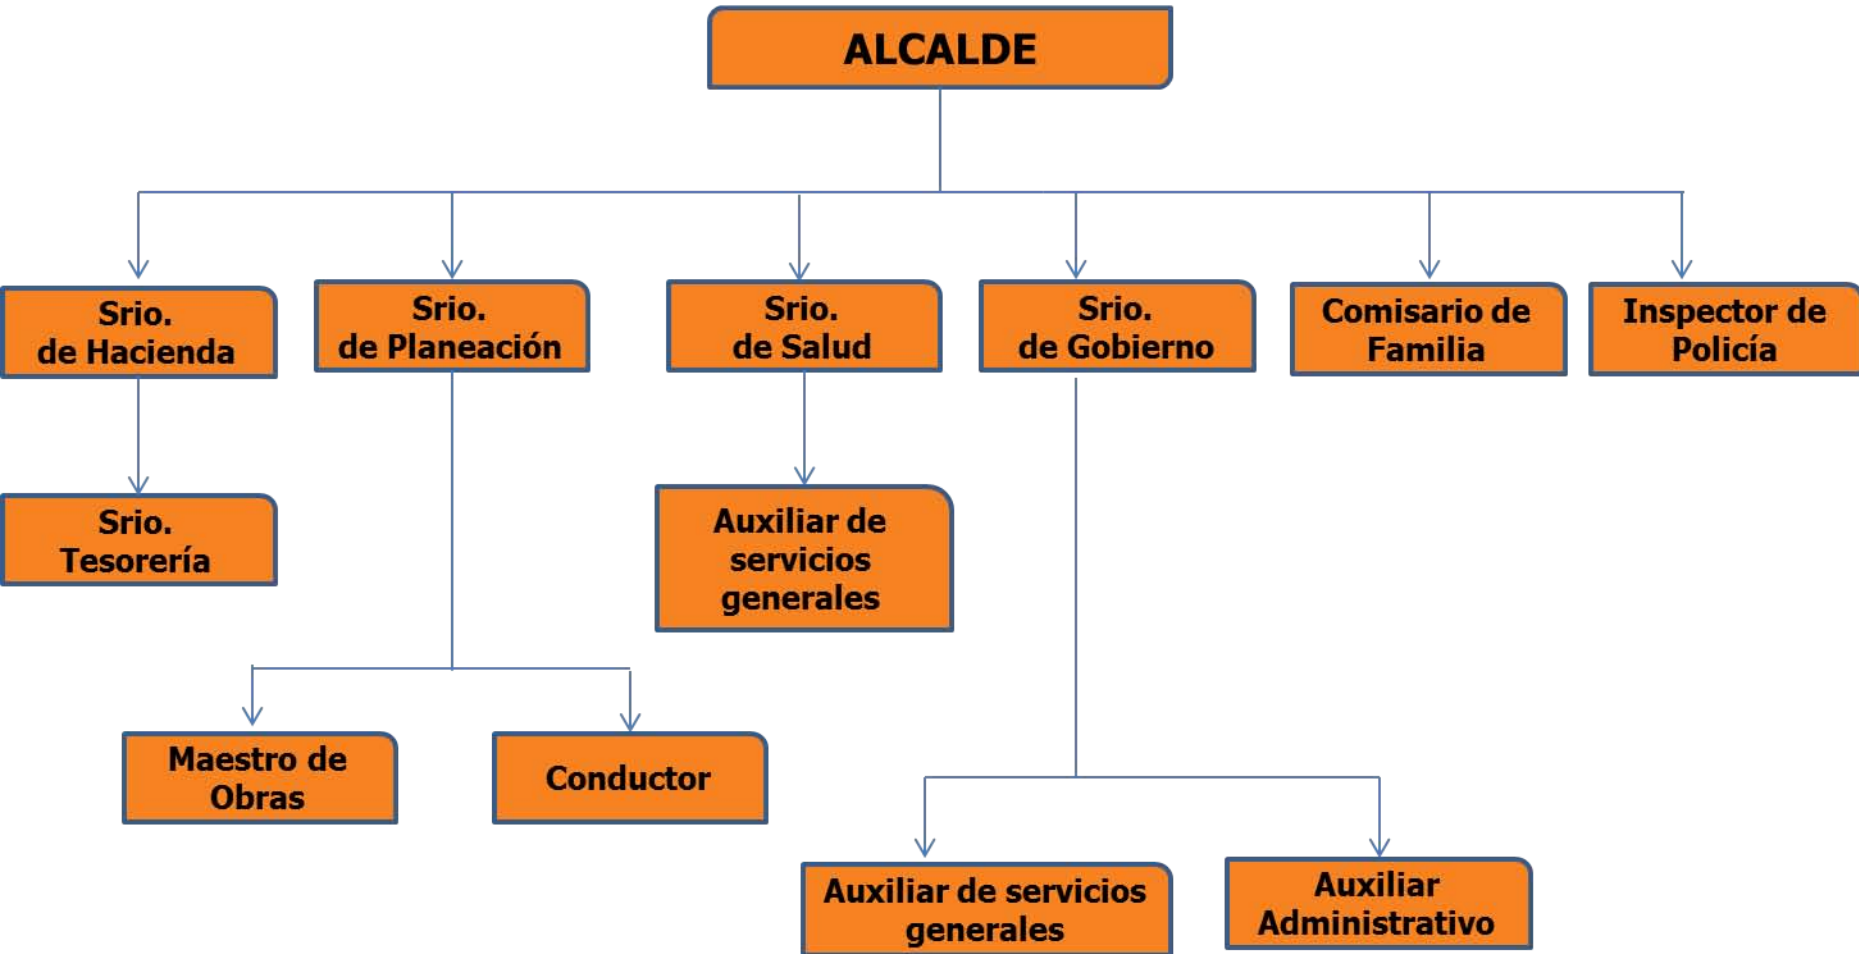 ALCALDE
Srio.
de Hacienda
Srio.
de Planeación
Srio.
de Salud
Srio.
de Gobierno
Comisario de
Familia
Inspector de
Policía
Srio.
Tesorería
Auxiliar de
servicios
generales
Maestro de
Obras
Conductor
Auxiliar de servicios
generales
Auxiliar
Administrativo